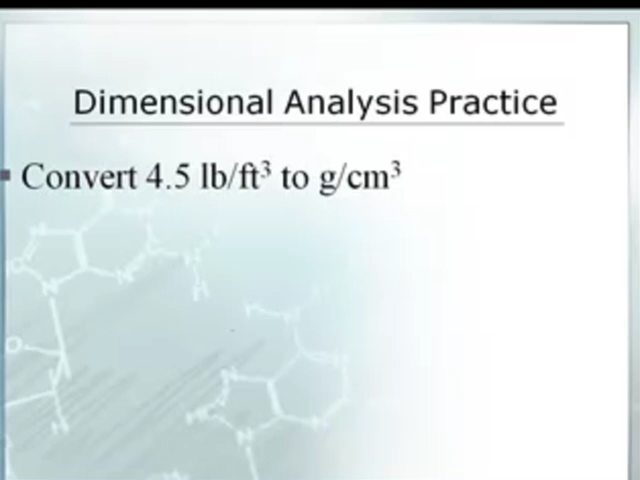 Dimensional Analysis Practice
Convert 4.5 lb/ft³ to g/cm³